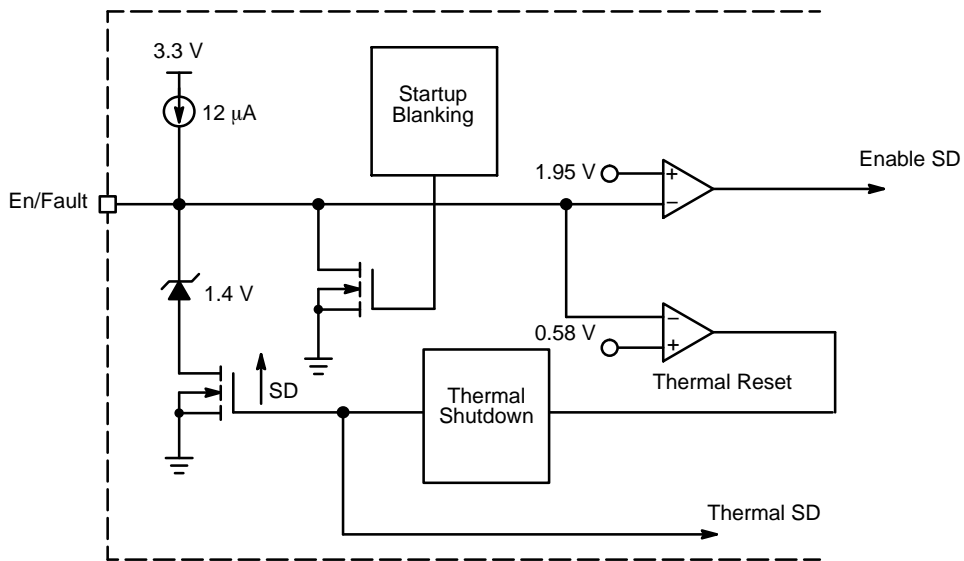 3.3 V
12 μA
Startup
Blanking
1.95 V
+
−
Enable SD
En/Fault
1.4 V
−
0.58 V
+
SD
Thermal
Shutdown
Thermal Reset
Thermal SD